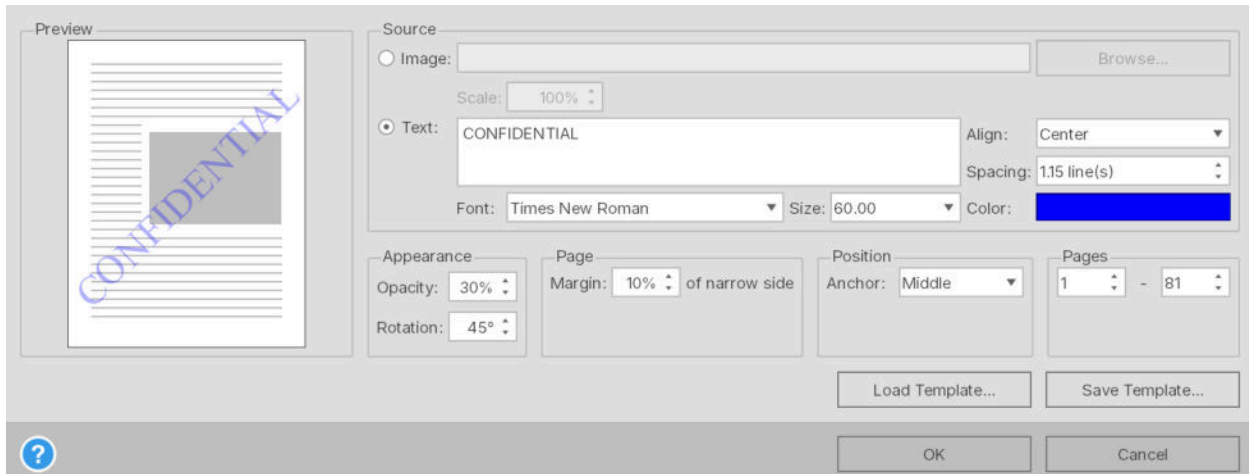 Preview
CONFIDENTIAL
Source
Image: Browse...
Scale: 100%
Text: CONFIDENTIAL
Align: Center
Spacing: 1.15 line(s)
Font: Times New Roman Size: 60.00 Color:
Appearance
Opacity: 30%
Rotation: 45°
Page
Margin: 10% of narrow side
Position
Anchor: Middle
Pages
1 - 81
Load Template... Save Template...
? OK Cancel